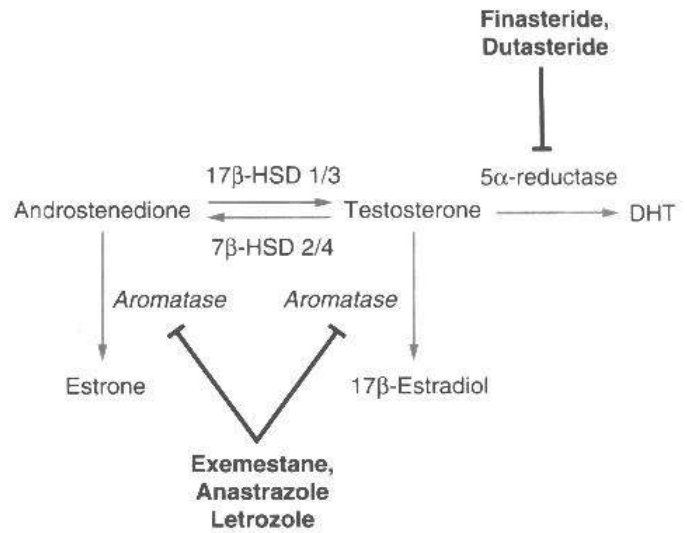 Finasteride,
Dutasteride
17β-HSD 1/3
5α-reductase
Androstenedione
Testosterone
DHT
7β-HSD 2/4
Aromatase
Aromatase
Estrone
17β-Estradiol
Exemestane,
Anastrazole
Letrozole